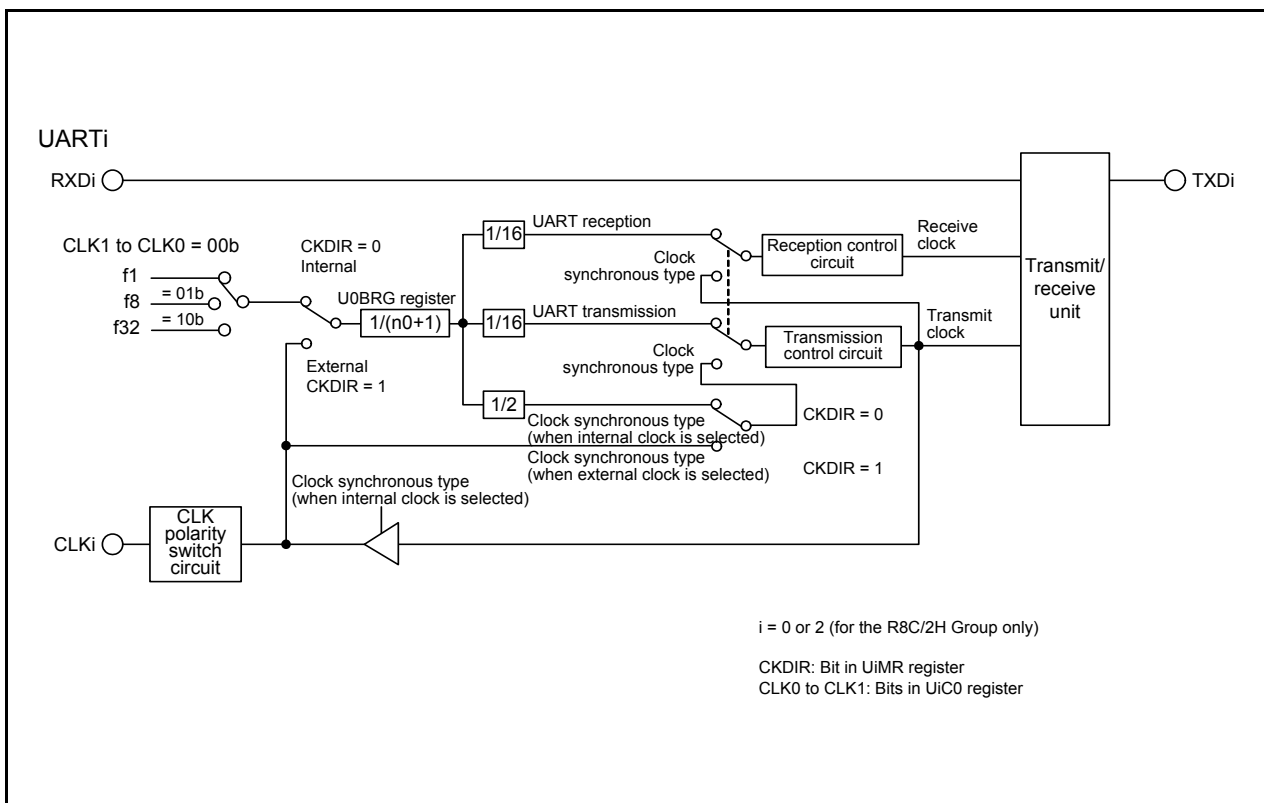 UARTi
RXDi
TXDi
CLK1 to CLK0 = 00b
f1
f8
= 01b
f32
= 10b
CKDIR = 0
Internal
U0BRG register
1/(n0+1)
External
CKDIR = 1
1/16
UART reception
Clock
synchronous type
Reception control
circuit
Receive
clock
1/16
UART transmission
Clock
synchronous type
Transmission
control circuit
Transmit
clock
Transmit/
receive
unit
1/2
Clock synchronous type
(when internal clock is selected)
CKDIR = 0
Clock synchronous type
(when external clock is selected)
CKDIR = 1
Clock synchronous type
(when internal clock is selected)
CLKi
CLK
polarity
switch
circuit
i = 0 or 2 (for the R8C/2H Group only)
CKDIR: Bit in UiMR register
CLK0 to CLK1: Bits in UiC0 register